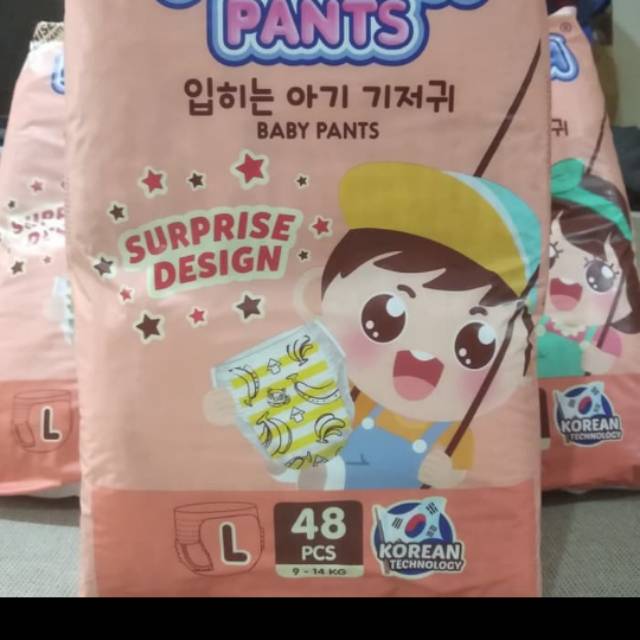 PANTS
입히는 아기 기저귀
BABY PANTS
SURPRISE
DESIGN
L
48
PCS
9 - 14 KG
KOREAN
TECHNOLOGY
L
귀
KOREAN
TECHNOLOGY